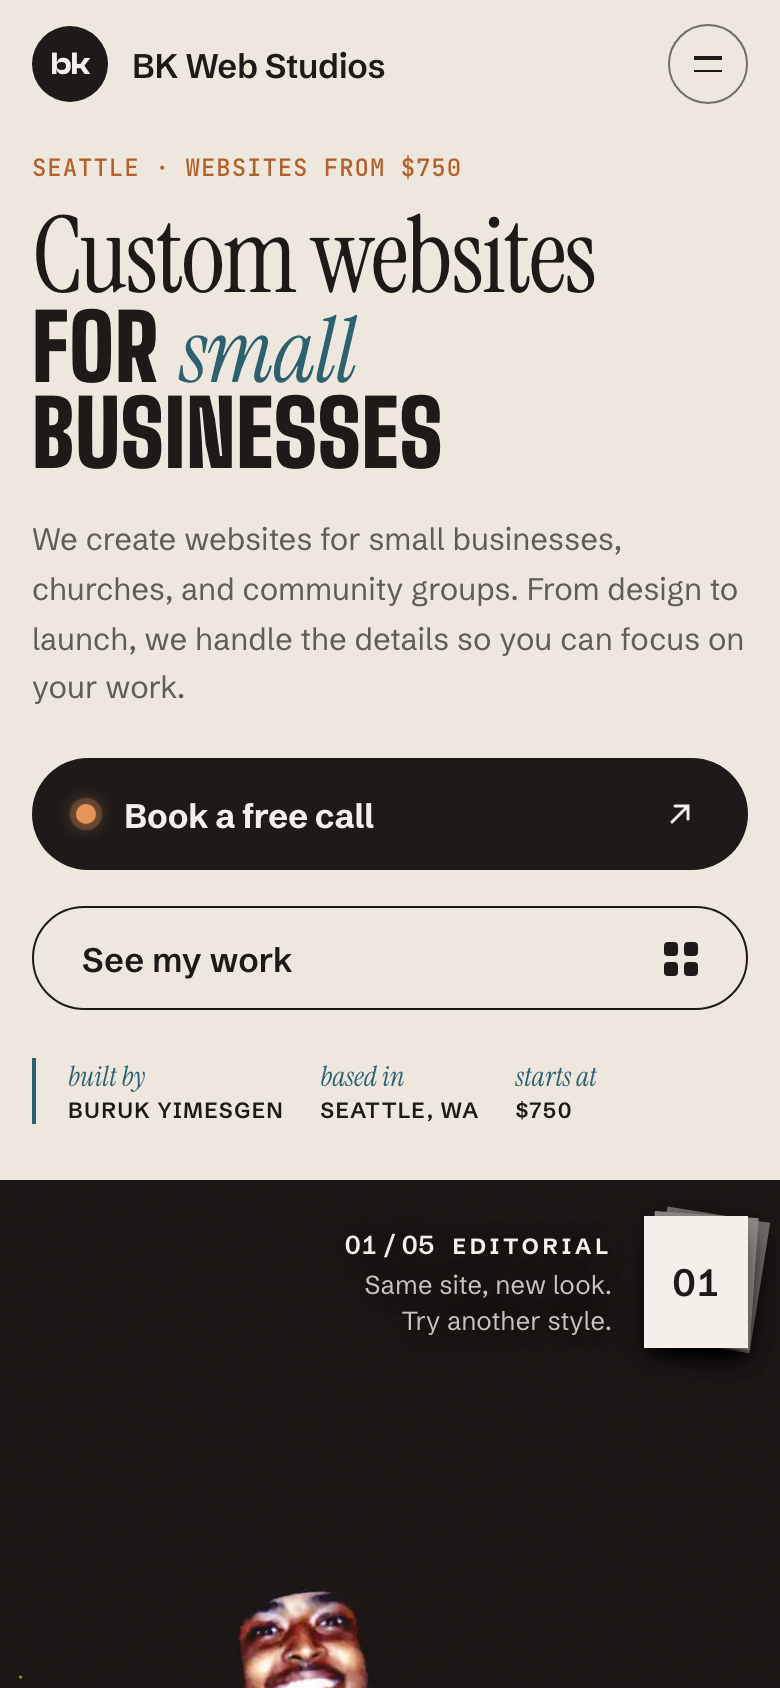 bk
BK Web Studios
SEATTLE · WEBSITES FROM $750
Custom websites
FOR small
BUSINESSES
We create websites for small businesses,
churches, and community groups. From design to
launch, we handle the details so you can focus on
your work.
Book a free call
See my work
built by
BURUK YIMESGEN
based in
SEATTLE, WA
starts at
$750
01 / 05 EDITORIAL
Same site, new look.
Try another style.
01